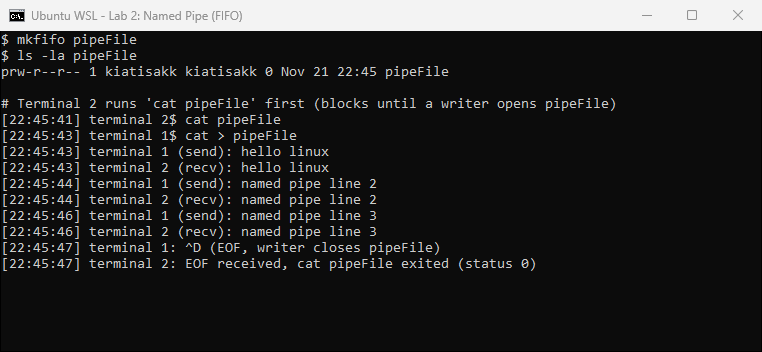 Ubuntu WSL - Lab 2: Named Pipe (FIFO)
$ mkfifo pipeFile
$ ls -la pipeFile
prw-r--r-- 1 kiatisakk kiatisakk 0 Nov 21 22:45 pipeFile
# Terminal 2 runs 'cat pipeFile' first (blocks until a writer opens pipeFile)
[22:45:41] terminal 2$ cat pipeFile
[22:45:43] terminal 1$ cat > pipeFile
[22:45:43] terminal 1 (send): hello linux
[22:45:43] terminal 2 (recv): hello linux
[22:45:44] terminal 1 (send): named pipe line 2
[22:45:44] terminal 2 (recv): named pipe line 2
[22:45:46] terminal 1 (send): named pipe line 3
[22:45:46] terminal 2 (recv): named pipe line 3
[22:45:47] terminal 1: ^D (EOF, writer closes pipeFile)
[22:45:47] terminal 2: EOF received, cat pipeFile exited (status 0)